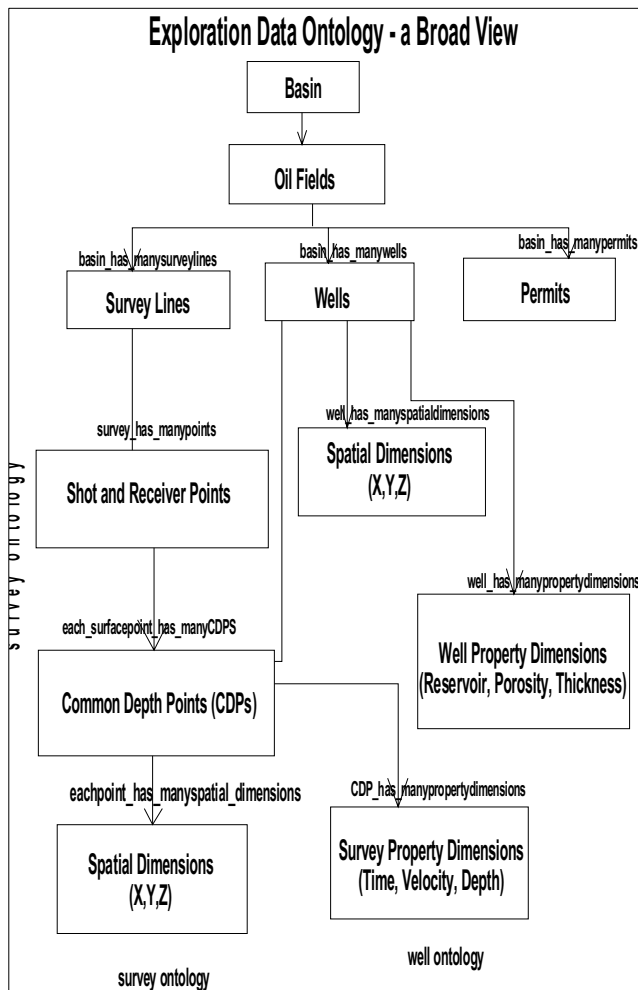 Exploration Data Ontology - a Broad View
Basin
Oil Fields
basin_has_manysurveylines
basin_has_manywells
basin_has_manypermits
Survey Lines
Wells
Permits
survey_has_manypoints
well_has_manyspatialdimensions
Shot and Receiver Points
Spatial Dimensions
(X,Y,Z)
survey ontology
each_surfacepoint_has_manyCDPS
well_has_manypropertydimensions
Common Depth Points (CDPs)
Well Property Dimensions
(Reservoir, Porosity, Thickness)
eachpoint_has_manyspatial_dimensions
CDP_has_manypropertydimensions
Spatial Dimensions
(X,Y,Z)
Survey Property Dimensions
(Time, Velocity, Depth)
survey ontology
well ontology